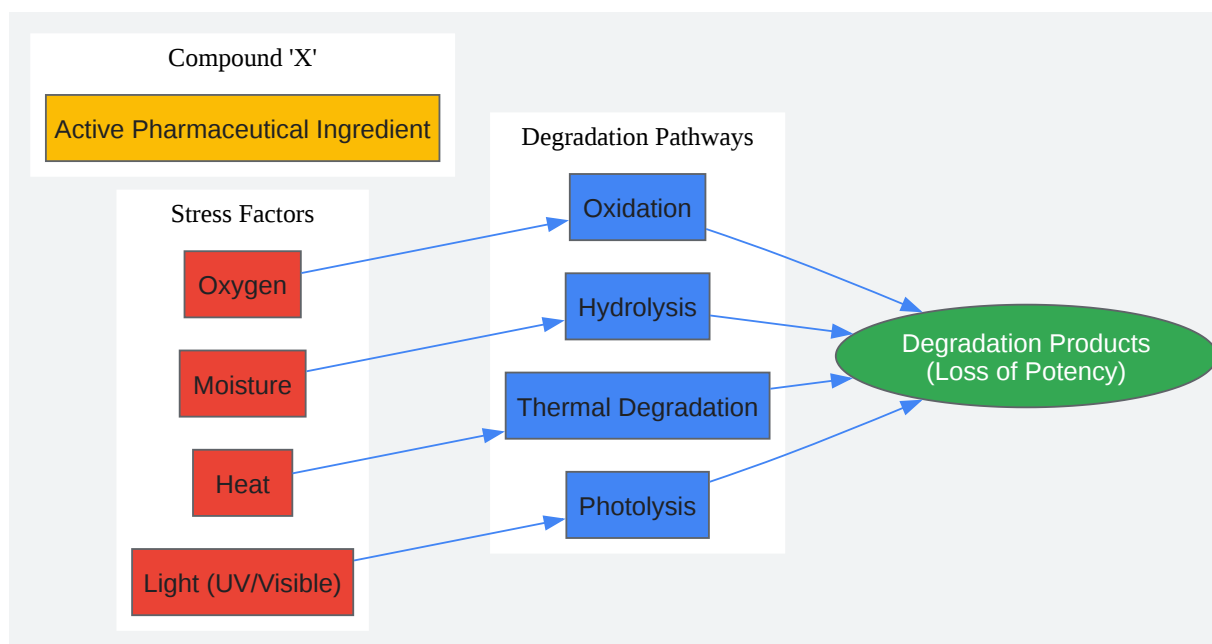 Compound 'X'
Active Pharmaceutical Ingredient
Stress Factors
Oxygen
Moisture
Heat
Light (UV/Visible)
Degradation Pathways
Oxidation
Hydrolysis
Thermal Degradation
Photolysis
Degradation Products
(Loss of Potency)